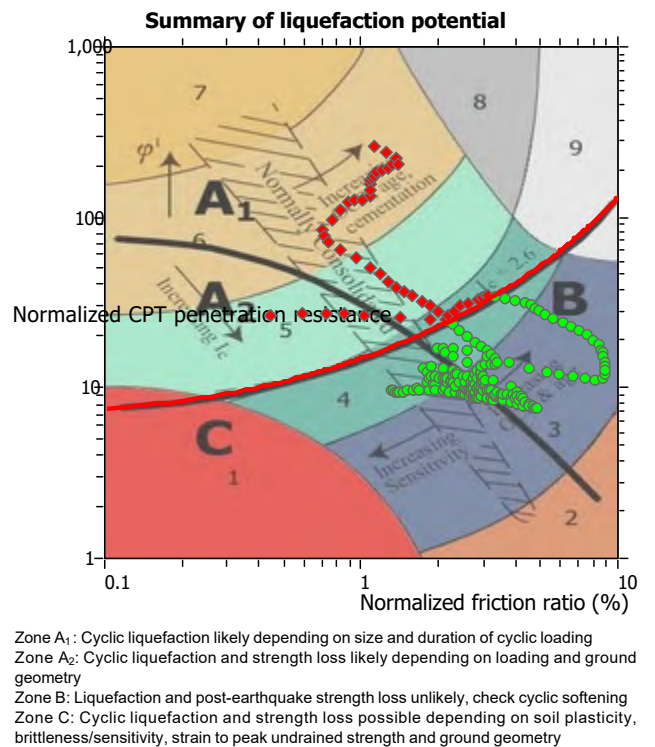 Summary of liquefaction potential
1,000
7
8
9
φ'
Increasing
age,
cementation
A1
Normally Consolidated
100
6
Is = 2.6
A2
B
Normalized CPT penetration resistance
Increasing Ic
5
10
4
3
C
Increasing
Sensitivity
1
2
1
0.1
1
10
Normalized friction ratio (%)
Zone A1: Cyclic liquefaction likely depending on size and duration of cyclic loading
Zone A2: Cyclic liquefaction and strength loss likely depending on loading and ground
geometry
Zone B: Liquefaction and post-earthquake strength loss unlikely, check cyclic softening
Zone C: Cyclic liquefaction and strength loss possible depending on soil plasticity,
brittleness/sensitivity, strain to peak undrained strength and ground geometry